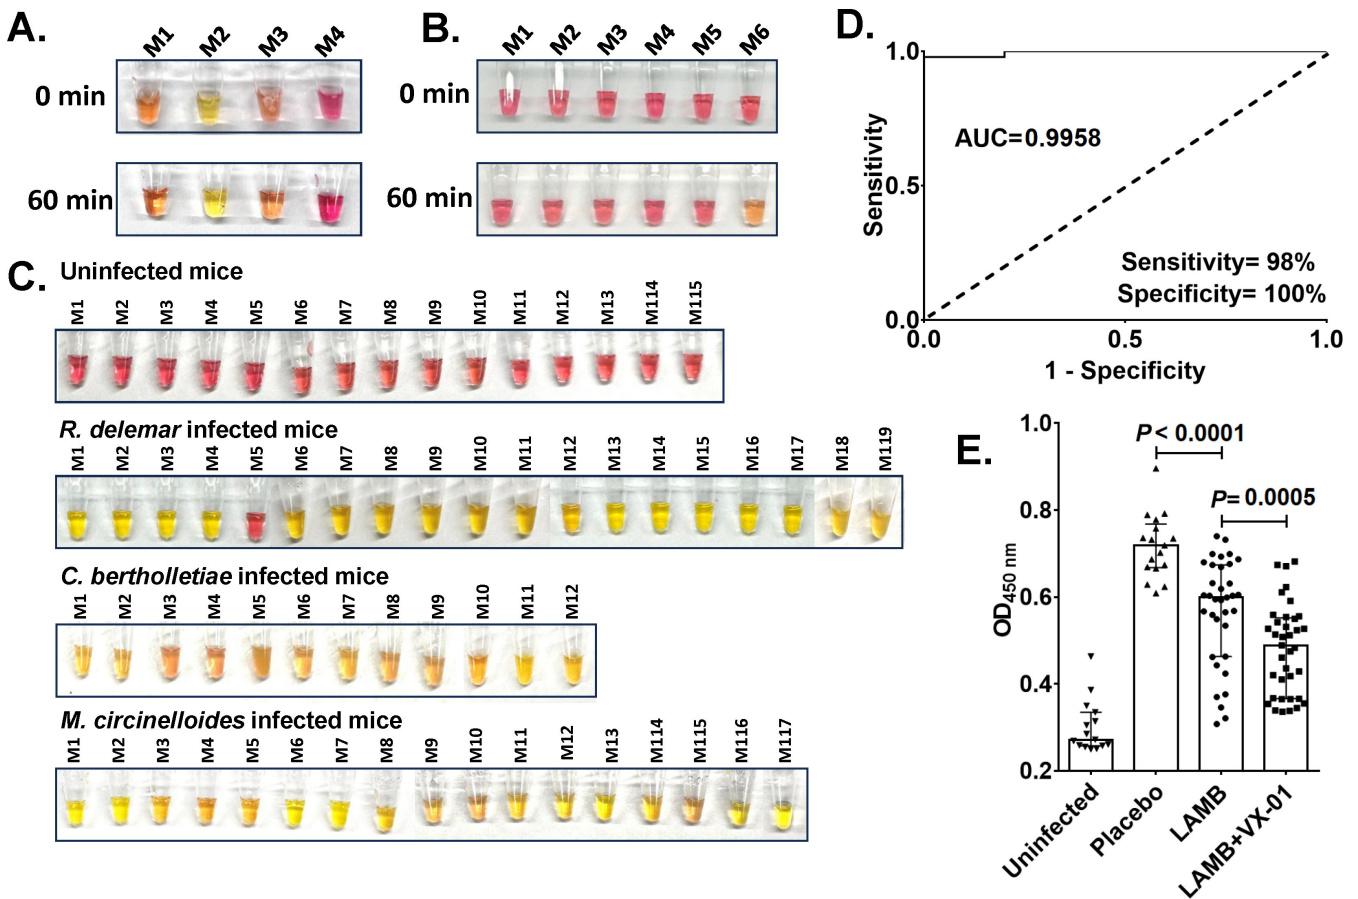 A.
M1 M2 M3 M4
0 min
60 min
B.
M1 M2 M3 M4 M5 M6
0 min
60 min
C.
Uninfected mice
M1 M2 M3 M4 M5 M6 M7 M8 M9 M10 M11 M12 M13 M114 M115
R. delemar infected mice
M1 M2 M3 M4 M5 M6 M7 M8 M9 M10 M11 M12 M13 M14 M15 M16 M17 M18 M119
C. bertholletiae infected mice
M1 M2 M3 M4 M5 M6 M7 M8 M9 M10 M11 M12
M. circinelloides infected mice
M1 M2 M3 M4 M5 M6 M7 M8 M9 M10 M11 M12 M13 M114 M115 M116 M117
D.
1.0
0.5
0.0
Sensitivity
AUC=0.9958
Sensitivity= 98%
Specificity= 100%
0.0 0.5 1.0
1 - Specificity
E.
P< 0.0001
P= 0.0005
1.0
0.8
0.6
0.4
0.2
OD450 nm
Uninfected Placebo LAMB LAMB+VX-01